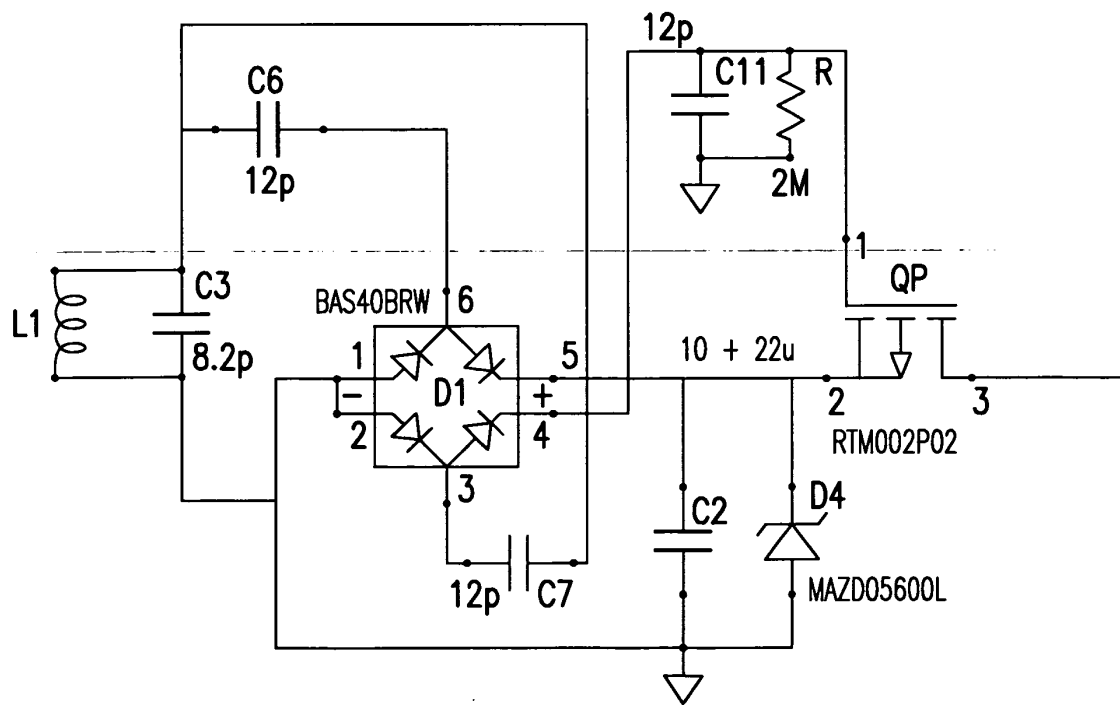 12p
C11
R
2M
C6
12p
1
QP
C3
L1
8.2p
BAS40BRW
6
1
D1
-
+
2
5
4
3
10 + 22u
2
3
RTM002P02
C2
D4
12p
C7
MAZD05600L